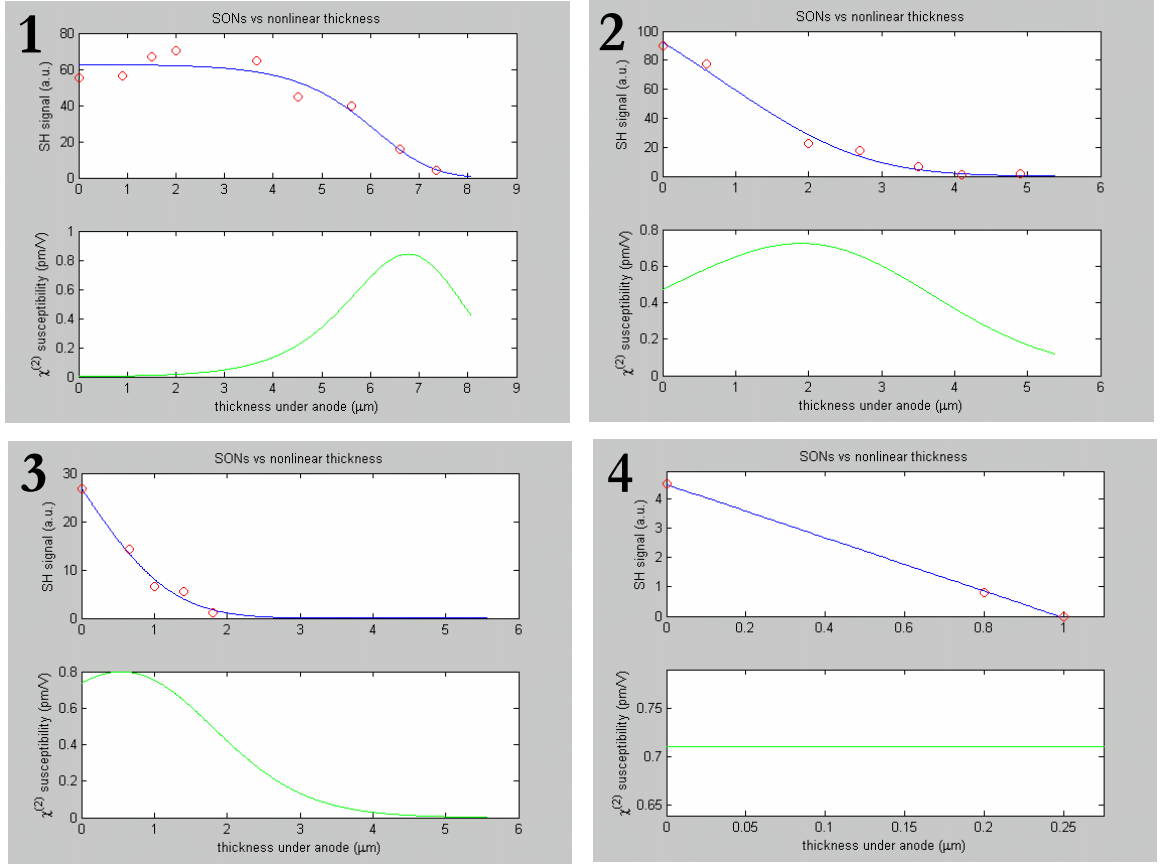 1
SONs vs nonlinear thickness
80
60
40
20
0
SH signal (a.u.)
0 1 2 3 4 5 6 7 8 9
1
0.8
0.6
0.4
0.2
0
χ(2) susceptibility (pm/V)
0 1 2 3 4 5 6 7 8 9
thickness under anode (μm)
2
SONs vs nonlinear thickness
100
80
60
40
20
0
SH signal (a.u.)
0 1 2 3 4 5 6
0.8
0.6
0.4
0.2
0
χ(2) susceptibility (pm/V)
0 1 2 3 4 5 6
thickness under anode (μm)
3
SONs vs nonlinear thickness
30
20
10
0
SH signal (a.u.)
0 1 2 3 4 5 6
0.8
0.6
0.4
0.2
0
χ(2) susceptibility (pm/V)
0 1 2 3 4 5 6
thickness under anode (μm)
4
SONs vs nonlinear thickness
4
3
2
1
0
SH signal (a.u.)
0 0.2 0.4 0.6 0.8 1
0.75
0.7
0.65
χ(2) susceptibility (pm/V)
0 0.05 0.1 0.15 0.2 0.25
thickness under anode (μm)